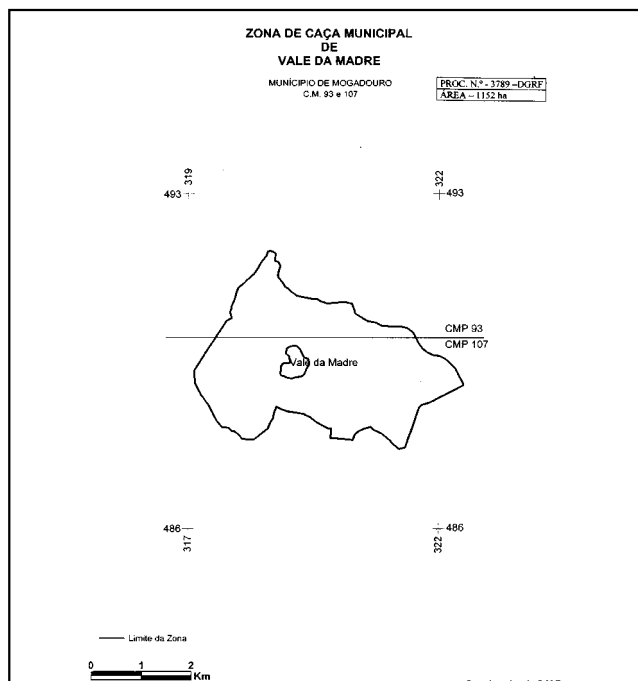 ZONA DE CAÇA MUNICIPAL
DE
VALE DA MADRE
MUNÍCIPIO DE MOGADOURO
C.M. 93 e 107
PROC. N.º - 3789 –DGRF
ÁREA – 1152 ha
319
322
493
493
CMP 93
CMP 107
Vale da Madre
486
486
317
322
Limite da Zona
0 1 2
Km